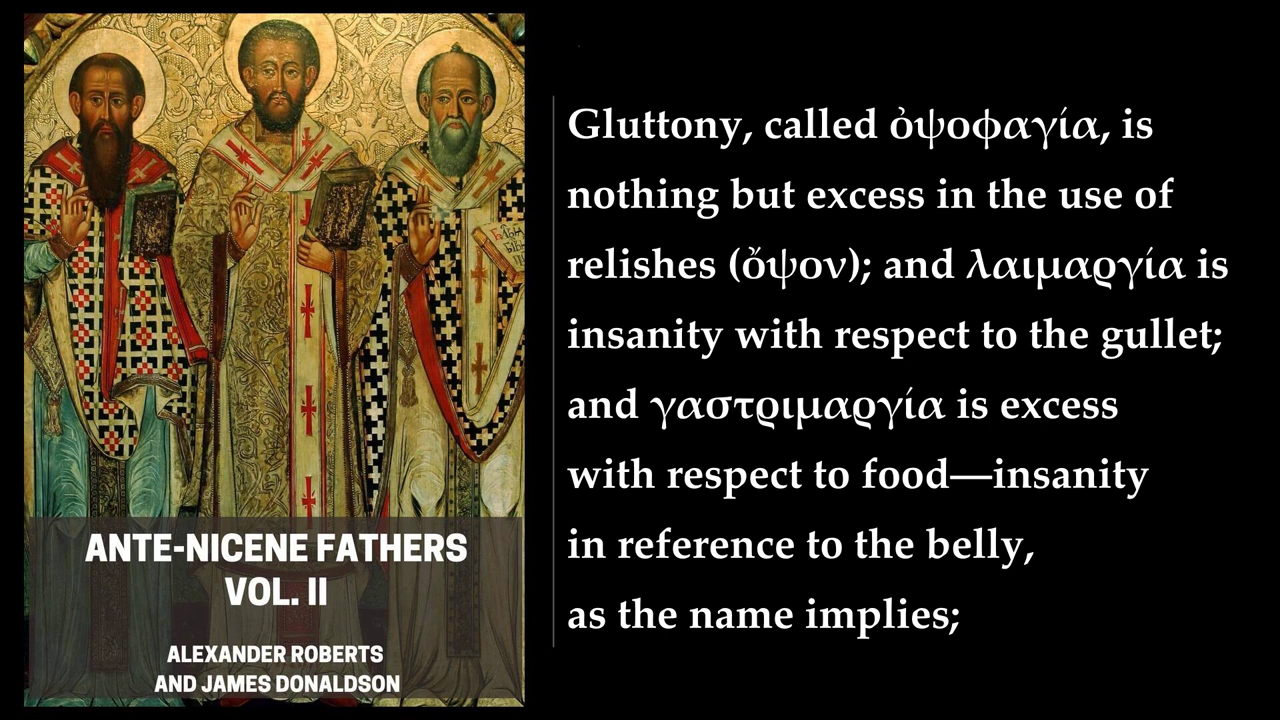 ANTE-NICENE FATHERS
VOL. II
ALEXANDER ROBERTS
AND JAMES DONALDSON
Gluttony, called ὀψοφαγία, is
nothing but excess in the use of
relishes (ὄψον); and λαιμαργία is
insanity with respect to the gullet;
and γαστριμαργία is excess
with respect to food—insanity
in reference to the belly,
as the name implies;